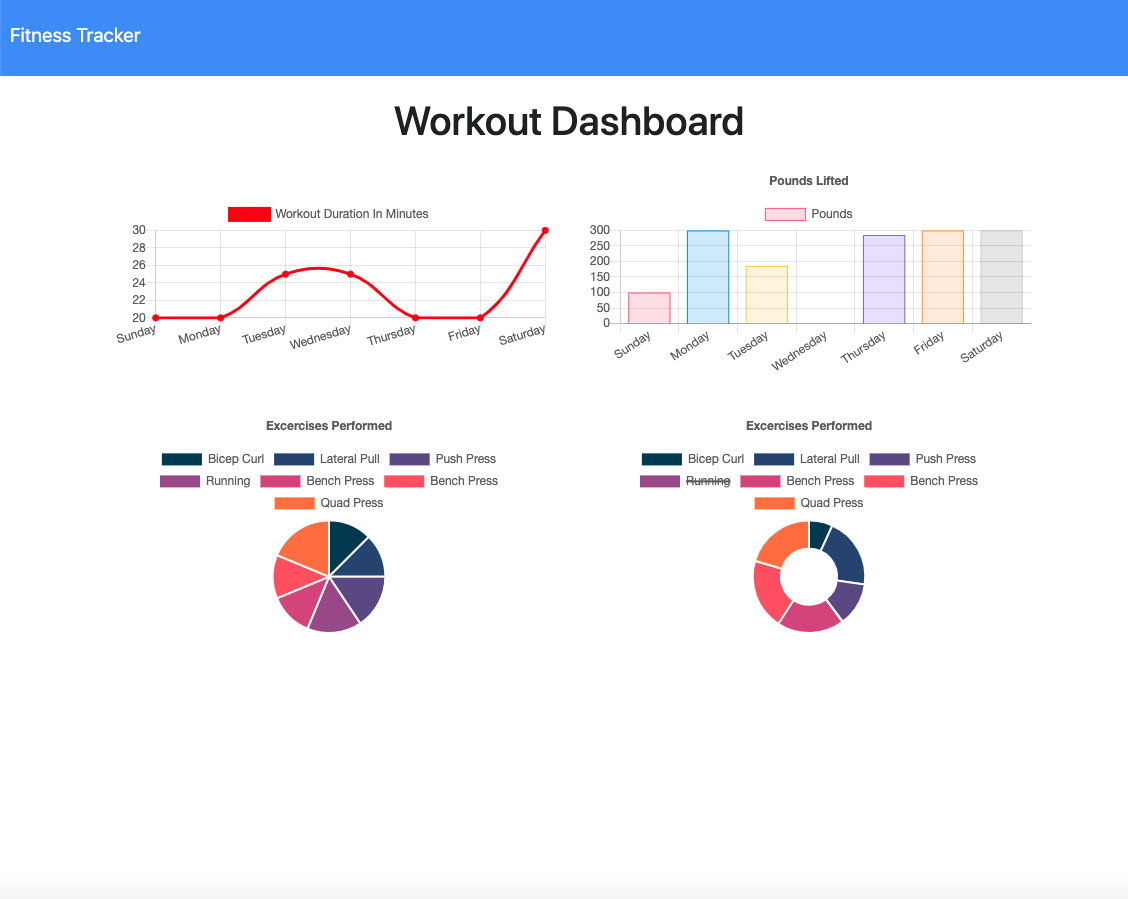 Fitness Tracker
Workout Dashboard
Workout Duration In Minutes
30
28
26
24
22
20
Sunday Monday Tuesday Wednesday Thursday Friday Saturday
Pounds Lifted
Pounds
300
250
200
150
100
50
0
Sunday Monday Tuesday Wednesday Thursday Friday Saturday
Excercises Performed
Bicep Curl Lateral Pull Push Press
Running Bench Press Bench Press
Quad Press
Excercises Performed
Bicep Curl Lateral Pull Push Press
Running Bench Press Bench Press
Quad Press